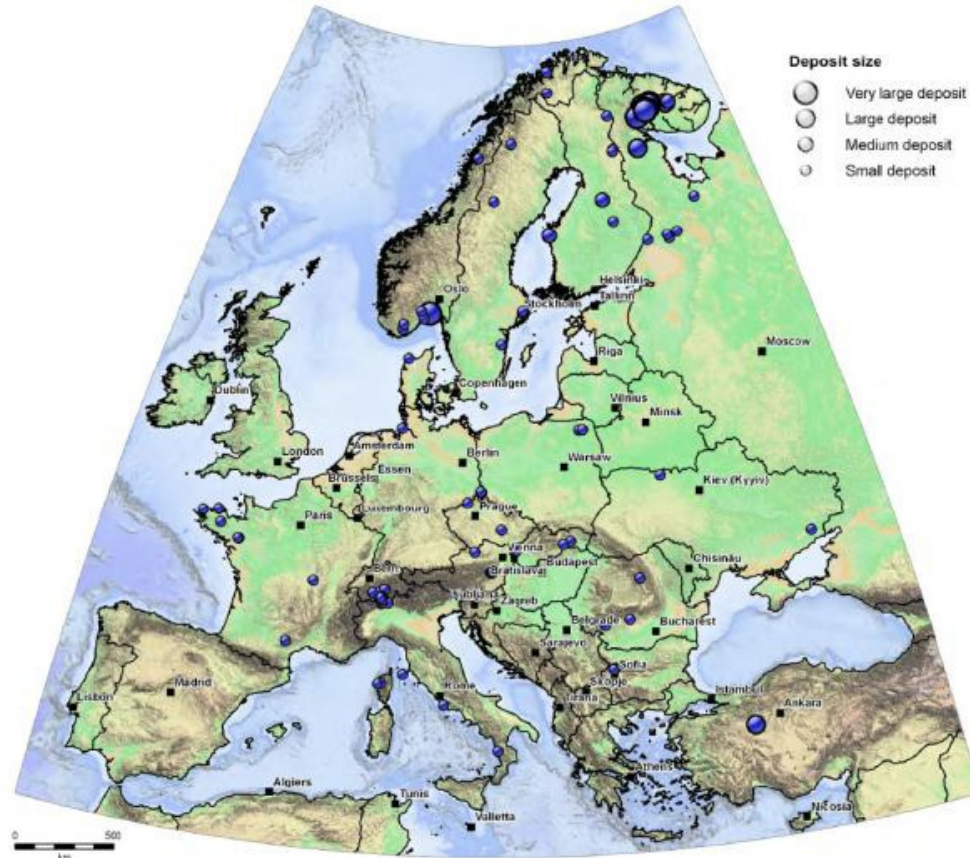 Deposit size
Very large deposit
Large deposit
Medium deposit
Small deposit
Oslo
Helsinki
Stockholm
Tallinn
Moscow
Riga
Dublin
Copenhagen
Vilnius
Minsk
London
Amsterdam
Berlin
Essen
Warsaw
Brussels
Kiev (Kyyiv)
Luxembourg
Prague
Paris
Vienna
Chisinău
Bern
Bratislava
Budapest
Ljubljana
Zagreb
Belgrade
Bucharest
Sarajevo
Sofia
Madrid
Rome
Skopje
Istambul
Lisbon
Tirana
Ankara
Athens
Algiers
Tunis
Nicosia
Valletta
0 500
km